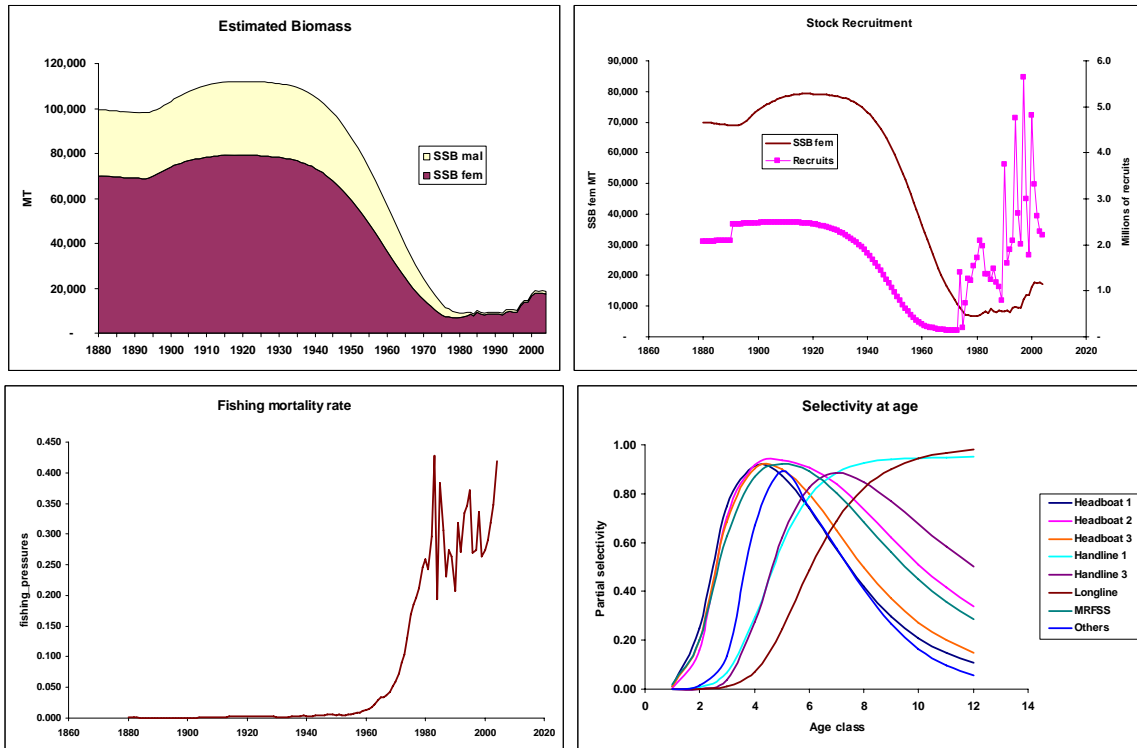 Estimated Biomass
120,000
100,000
80,000
60,000
40,000
20,000
-
MT
SSB mal
SSB fem
1880 1890 1900 1910 1920 1930 1940 1950 1960 1970 1980 1990 2000
Stock Recruitment
90,000
80,000
70,000
60,000
50,000
40,000
30,000
20,000
10,000
-
SSB fem MT
SSB fem
Recruits
6.0
5.0
4.0
3.0
2.0
1.0
-
Millions of recruits
1860 1880 1900 1920 1940 1960 1980 2000 2020
Fishing mortality rate
0.450
0.400
0.350
0.300
0.250
0.200
0.150
0.100
0.050
0.000
fishing_pressures
1860 1880 1900 1920 1940 1960 1980 2000 2020
Selectivity at age
1.00
0.80
0.60
0.40
0.20
0.00
Partial selectivity
0 2 4 6 8 10 12 14
Age class
Headboat 1
Headboat 2
Headboat 3
Handline 1
Handline 3
Longline
MRFSS
Others